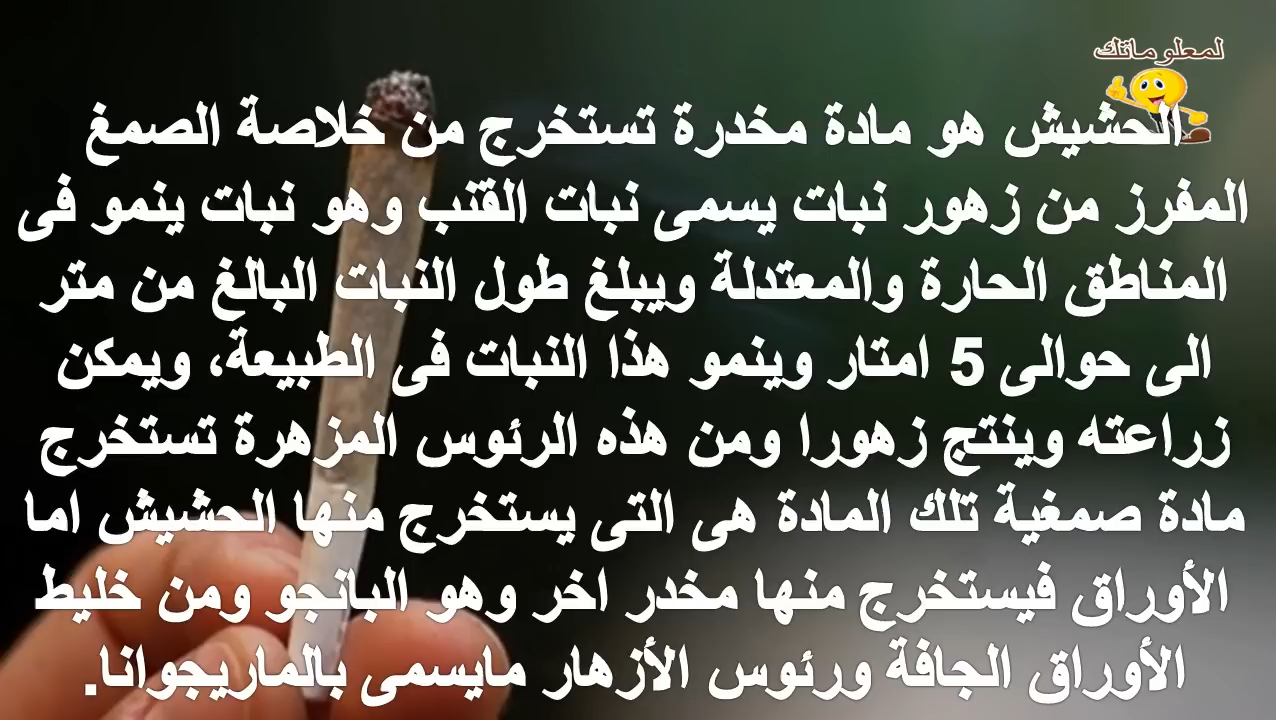 لمعلوماتك
الحشيش هو مادة مخدرة تستخرج من خلاصة الصمغ
المفرز من زهور نبات يسمى نبات القنب وهو نبات ينمو فى
المناطق الحارة والمعتدلة ويبلغ طول النبات البالغ من متر
الى حوالى 5 امتار وينمو هذا النبات فى الطبيعة، ويمكن
زراعته وينتج زهورا ومن هذه الرئوس المزهرة تستخرج
مادة صمغية تلك المادة هى التى يستخرج منها الحشيش اما
الأوراق فيستخرج منها مخدر اخر وهو البانجو ومن خليط
الأوراق الجافة ورئوس الأزهار مايسمى بالماريجوانا.